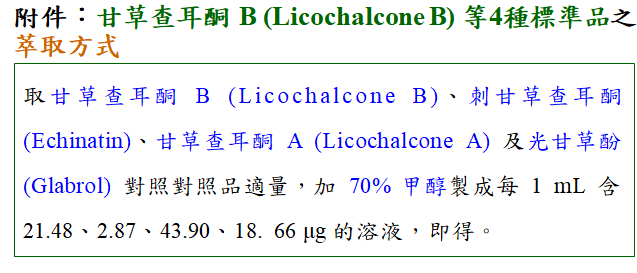 附件：甘草查耳酮 B (Licochalcone B) 等4種標準品之
萃取方式
取甘草查耳酮 B (Licochalcone B)、刺甘草查耳酮
(Echinatin)、甘草查耳酮 A (Licochalcone A) 及光甘草酚
(Glabrol) 對照對照品適量，加 70% 甲醇製成每 1 mL 含
21.48、2.87、43.90、18. 66 μg 的溶液，即得。